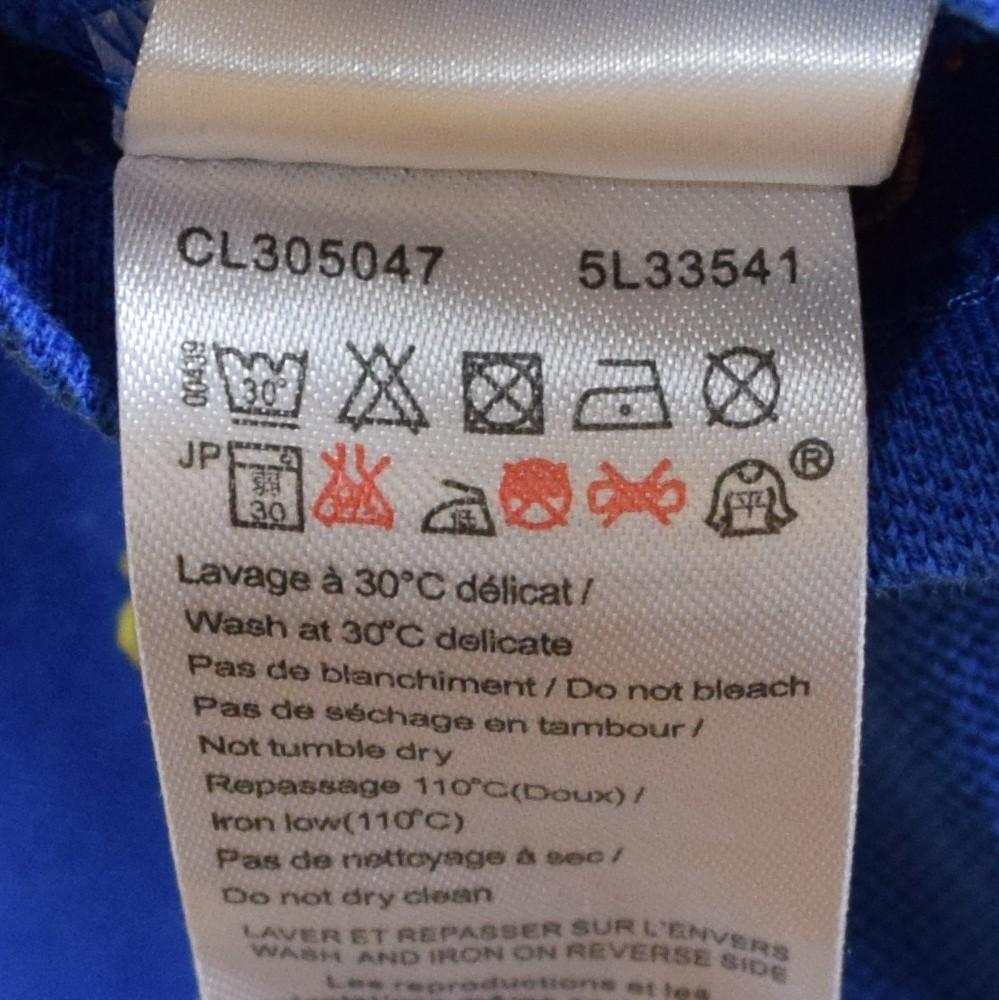 CL305047 5L33541
00439
30°
JP
弱
30
低
平
®
Lavage à 30°C délicat /
Wash at 30°C delicate
Pas de blanchiment / Do not bleach
Pas de séchage en tambour /
Not tumble dry
Repassage 110°C(Doux) /
Iron low(110°C)
Pas de nettoyage à sec /
Do not dry clean
LAVER ET REPASSER SUR L'ENVERS
WASH AND IRON ON REVERSE SIDE
Les reproductions et les